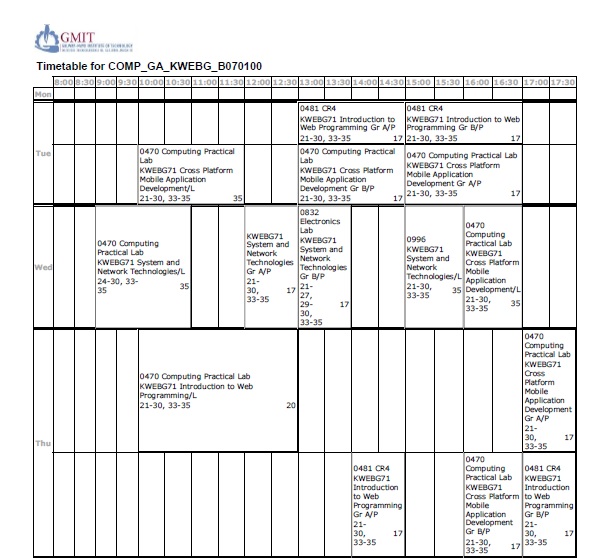 GMIT
Timetable for COMP_GA_KWEBG_B070100
8:00 8:30 9:00 9:30 10:00 10:30 11:00 11:30 12:00 12:30 13:00 13:30 14:00 14:30 15:00 15:30 16:00 16:30 17:00 17:30
Mon
Tue
0481 CR4
KWEBG71 Introduction to
Web Programming Gr A/P
21-30, 33-35 17
0481 CR4
KWEBG71 Introduction to Web
Programming Gr B/P
21-30, 33-35 17
0470 Computing Practical
Lab
KWEBG71 Cross Platform
Mobile Application
Development/L
21-30, 33-35 35
0470 Computing Practical
Lab
KWEBG71 Cross Platform
Mobile Application
Development Gr B/P
21-30, 33-35 17
0470 Computing Practical
Lab
KWEBG71 Cross Platform
Mobile Application
Development Gr A/P
21-30, 33-35 17
Wed
0470 Computing
Practical Lab
KWEBG71 System and
Network Technologies/L
24-30, 33-
35 35
KWEBG71
System and
Network
Technologies
Gr A/P
21-
30, 17
33-35
0832
Electronics
Lab
KWEBG71
System and
Network
Technologies
Gr B/P
21-
27,
29- 17
30,
33-35
0996
KWEBG71
System and
Network
Technologies/L
21-30,
33-35 35
0470
Computing
Practical Lab
KWEBG71
Cross Platform
Mobile
Application
Development/L
21-30, 35
33-35
Thu
0470 Computing Practical Lab
KWEBG71 Introduction to Web
Programming/L
21-30, 33-35 20
0470
Computing
Practical Lab
KWEBG71
Cross
Platform
Mobile
Application
Development
Gr A/P
21-
30, 17
33-35
0481 CR4
KWEBG71
Introduction
to Web
Programming
Gr A/P
21-
30, 17
33-35
0470
Computing
Practical Lab
KWEBG71
Cross Platform
Mobile
Application
Development
Gr B/P
21-30, 17
33-35
0481 CR4
KWEBG71
Introduction
to Web
Programming
Gr B/P
21-
30, 17
33-35